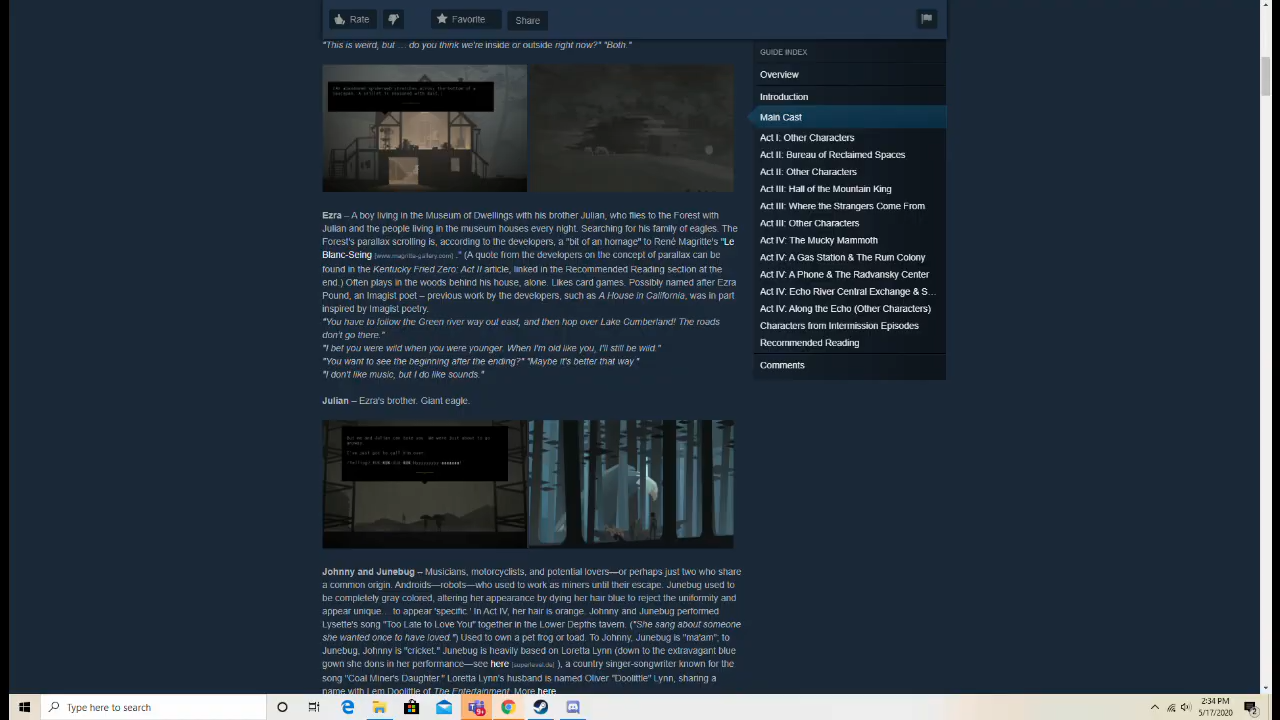 Rate
Favorite
Share
"This is weird, but … do you think we're inside or outside right now?" "Both."
Ezra – A boy living in the Museum of Dwellings with his brother Julian, who flies to the Forest with
Julian and the people living in the museum houses every night. Searching for his family of eagles. The
Forest's parallax scrolling is, according to the developers, a "bit of an homage" to René Magritte's "Le
Blanc-Seing [www.magritte-gallery.com] ." (A quote from the developers on the concept of parallax can be
found in the Kentucky Fried Zero: Act II article, linked in the Recommended Reading section at the
end.) Often plays in the woods behind his house, alone. Likes card games. Possibly named after Ezra
Pound, an Imagist poet – previous work by the developers, such as A House in California, was in part
inspired by Imagist poetry.
"You have to follow the Green river way out east, and then hop over Lake Cumberland! The roads
don't go there."
"I bet you were wild when you were younger. When I'm old like you, I'll still be wild."
"You want to see the beginning after the ending?" "Maybe it's better that way."
"I don't like music, but I do like sounds."
Julian – Ezra's brother. Giant eagle.
Johnny and Junebug – Musicians, motorcyclists, and potential lovers—or perhaps just two who share
a common origin. Androids—robots—who used to work as miners until their escape. Junebug used to
be completely gray colored, altering her appearance by dying her hair blue to reject the uniformity and
appear unique… to appear 'specific.' In Act IV, her hair is orange. Johnny and Junebug performed
Lysette's song "Too Late to Love You" together in the Lower Depths tavern. ("She sang about someone
she wanted once to have loved.") Used to own a pet frog or toad. To Johnny, Junebug is "ma'am"; to
Junebug, Johnny is "cricket." Junebug is heavily based on Loretta Lynn (down to the extravagant blue
gown she dons in her performance—see here [superlevel.de] ), a country singer-songwriter known for the
song "Coal Miner's Daughter." Loretta Lynn's husband is named Oliver "Doolittle" Lynn, sharing a
name with Lem Doolittle of The Entertainment. More here
GUIDE INDEX
Overview
Introduction
Main Cast
Act I: Other Characters
Act II: Bureau of Reclaimed Spaces
Act II: Other Characters
Act III: Hall of the Mountain King
Act III: Where the Strangers Come From
Act III: Other Characters
Act IV: The Mucky Mammoth
Act IV: A Gas Station & The Rum Colony
Act IV: A Phone & The Radvansky Center
Act IV: Echo River Central Exchange & S...
Act IV: Along the Echo (Other Characters)
Characters from Intermission Episodes
Recommended Reading
Comments
Type here to search
9+
2:34 PM
5/17/2020
2